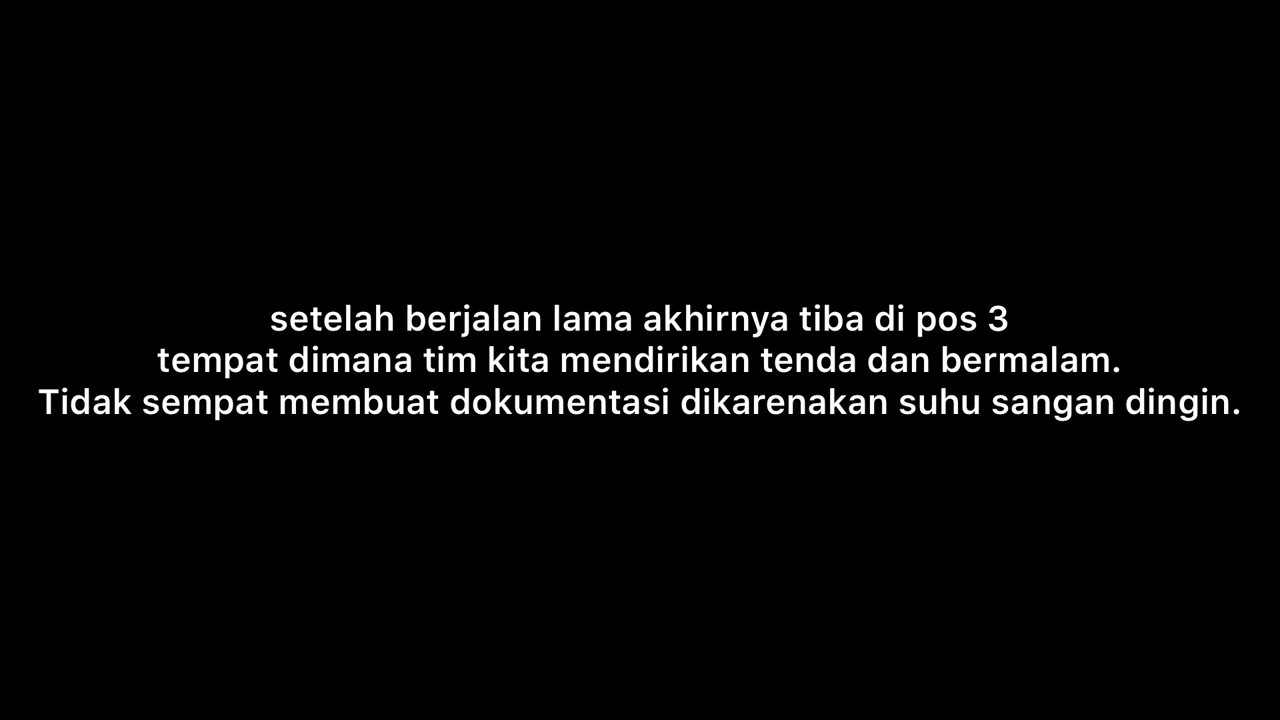 setelah berjalan lama akhirnya tiba di pos 3
tempat dimana tim kita mendirikan tenda dan bermalam.
Tidak sempat membuat dokumentasi dikarenakan suhu sangan dingin.